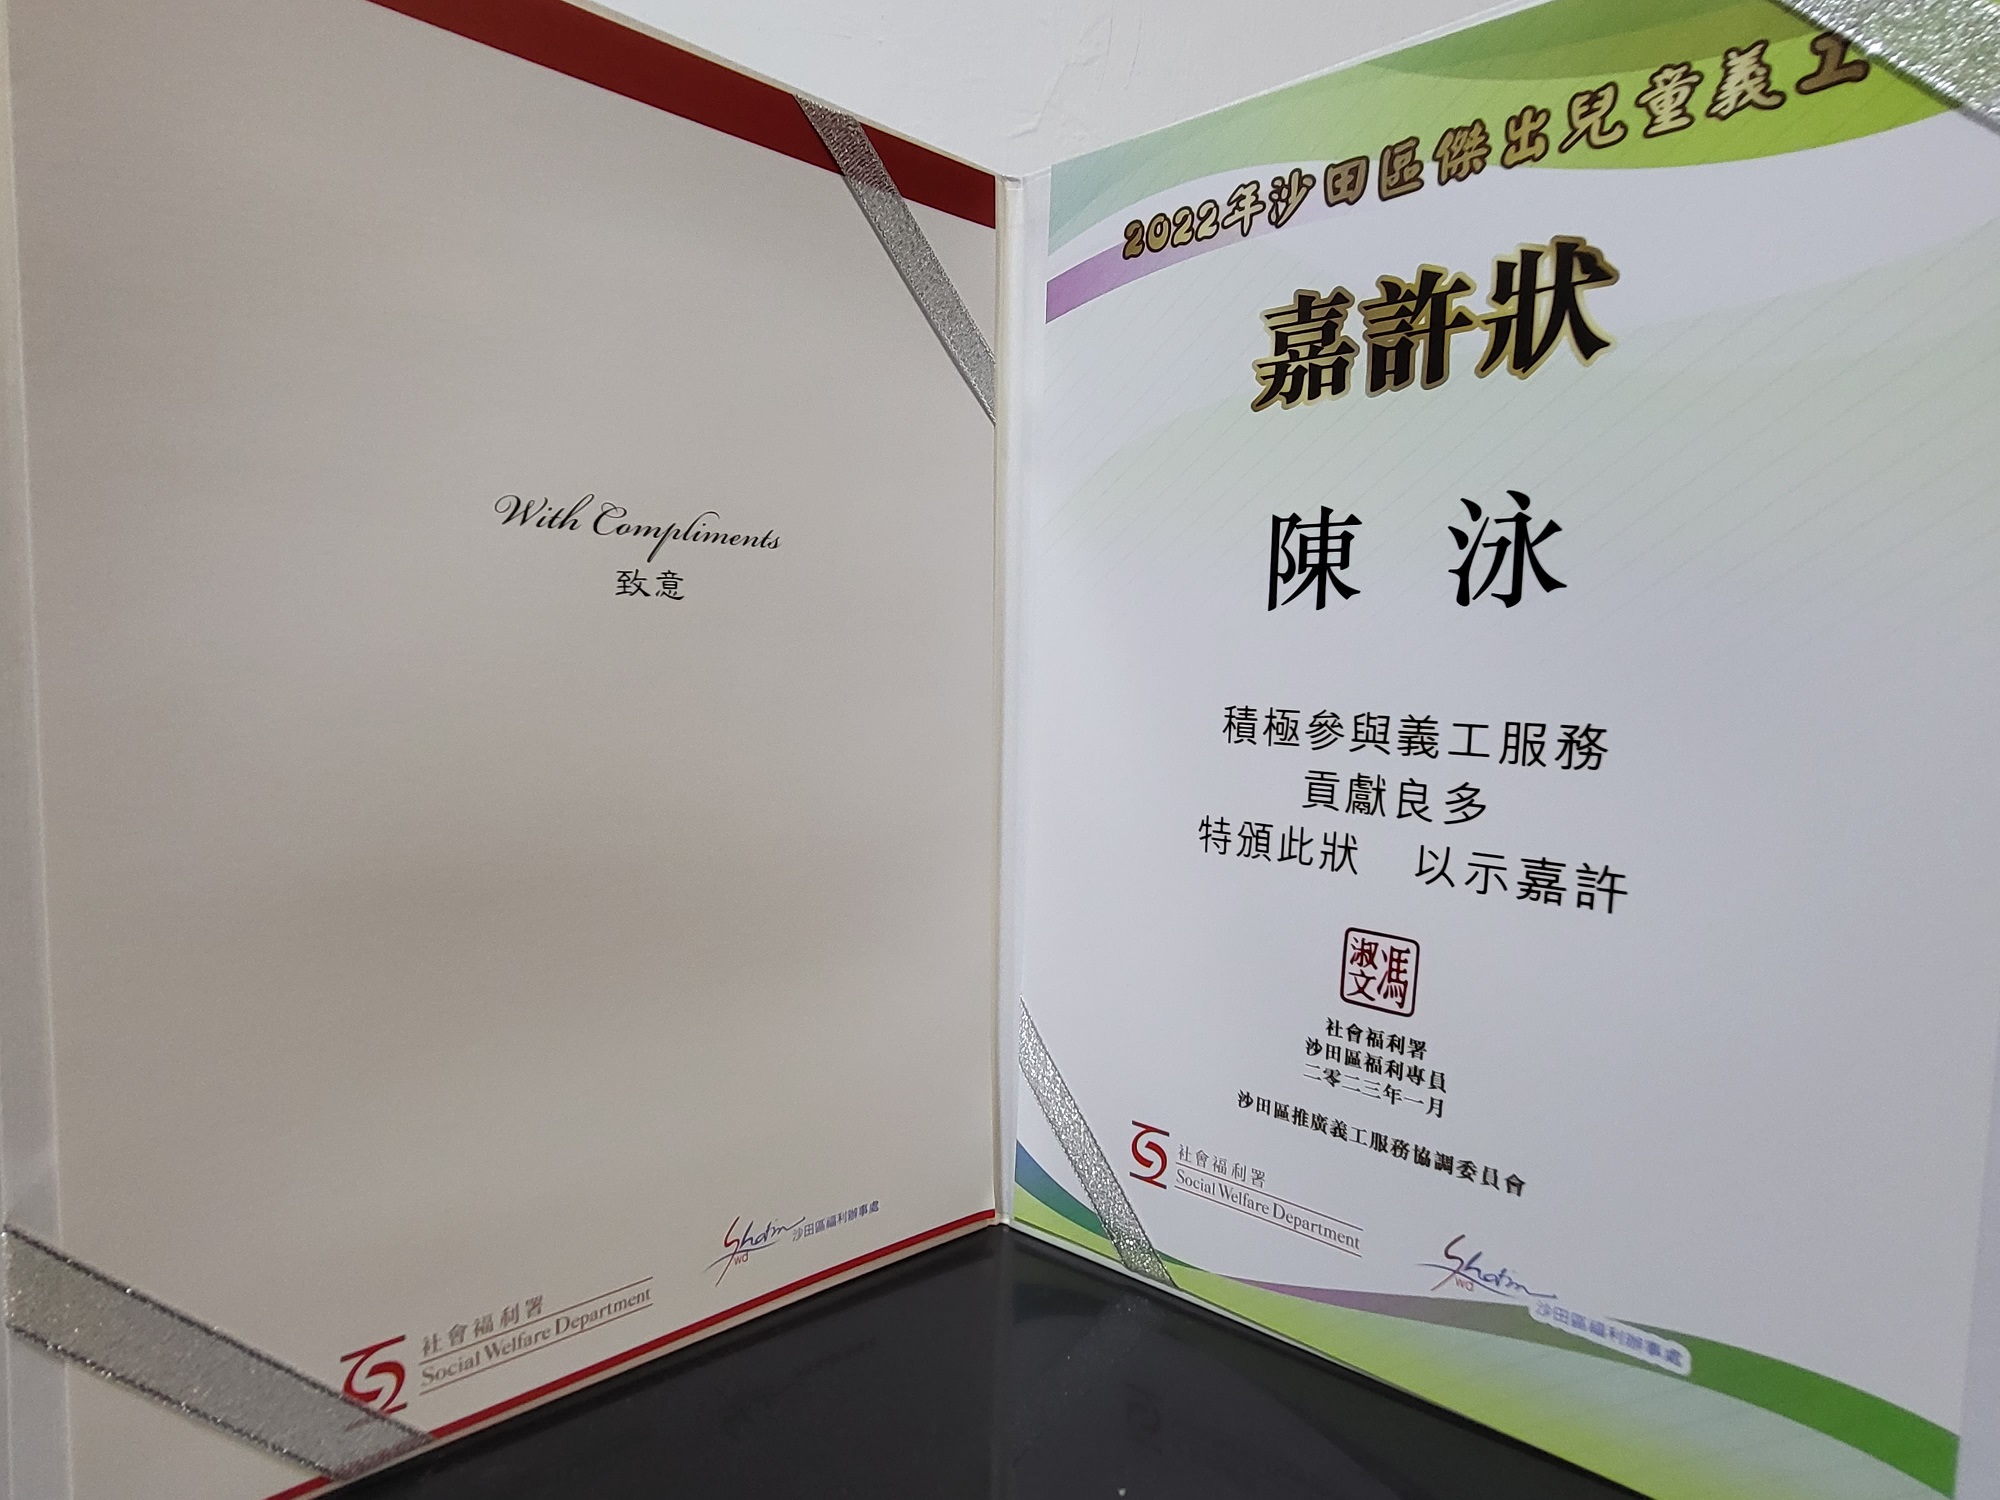 With Compliments
致意
Shatin
wd
沙田區福利辦事處
社會福利署
Social Welfare Department
2022年沙田區傑出兒童義工
嘉許狀
陳 泳
積極參與義工服務
貢獻良多
特頒此狀 以示嘉許
馮淑文
社會福利署
沙田區福利專員
二零二三年一月
沙田區推廣義工服務協調委員會
社會福利署
Social Welfare Department
Shatin
wd
沙田區福利辦事處